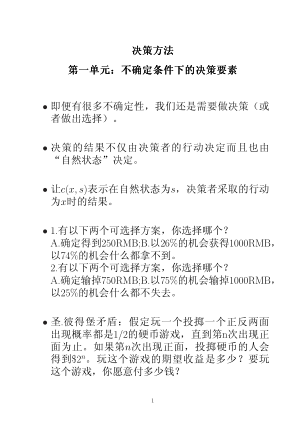 决策方法
第一单元：不确定条件下的决策要素
• 即便有很多不确定性，我们还是需要做决策（或
者做出选择）。
• 决策的结果不仅由决策者的行动决定而且也由
“自然状态”决定。
• 让c(x, s)表示在自然状态为s，决策者采取的行动
为x时的结果。
• 1.有以下两个可选择方案，你选择哪个？
A.确定得到250RMB;B.以26%的机会获得1000RMB,
以74%的机会什么都拿不到。
2.有以下两个可选择方案，你选择哪个？
A.确定输掉750RMB;B.以75%的机会输掉1000RMB,
以25%的机会什么都不失去。
• 圣.彼得堡矛盾：假定玩一个投掷一个正反两面
出现概率都是1/2的硬币游戏，直到第n次出现正
面为止。如果第n次出现正面，投掷硬币的人会
得到$2ⁿ。玩这个游戏的期望收益是多少？要玩
这个游戏，你愿意付多少钱？
1